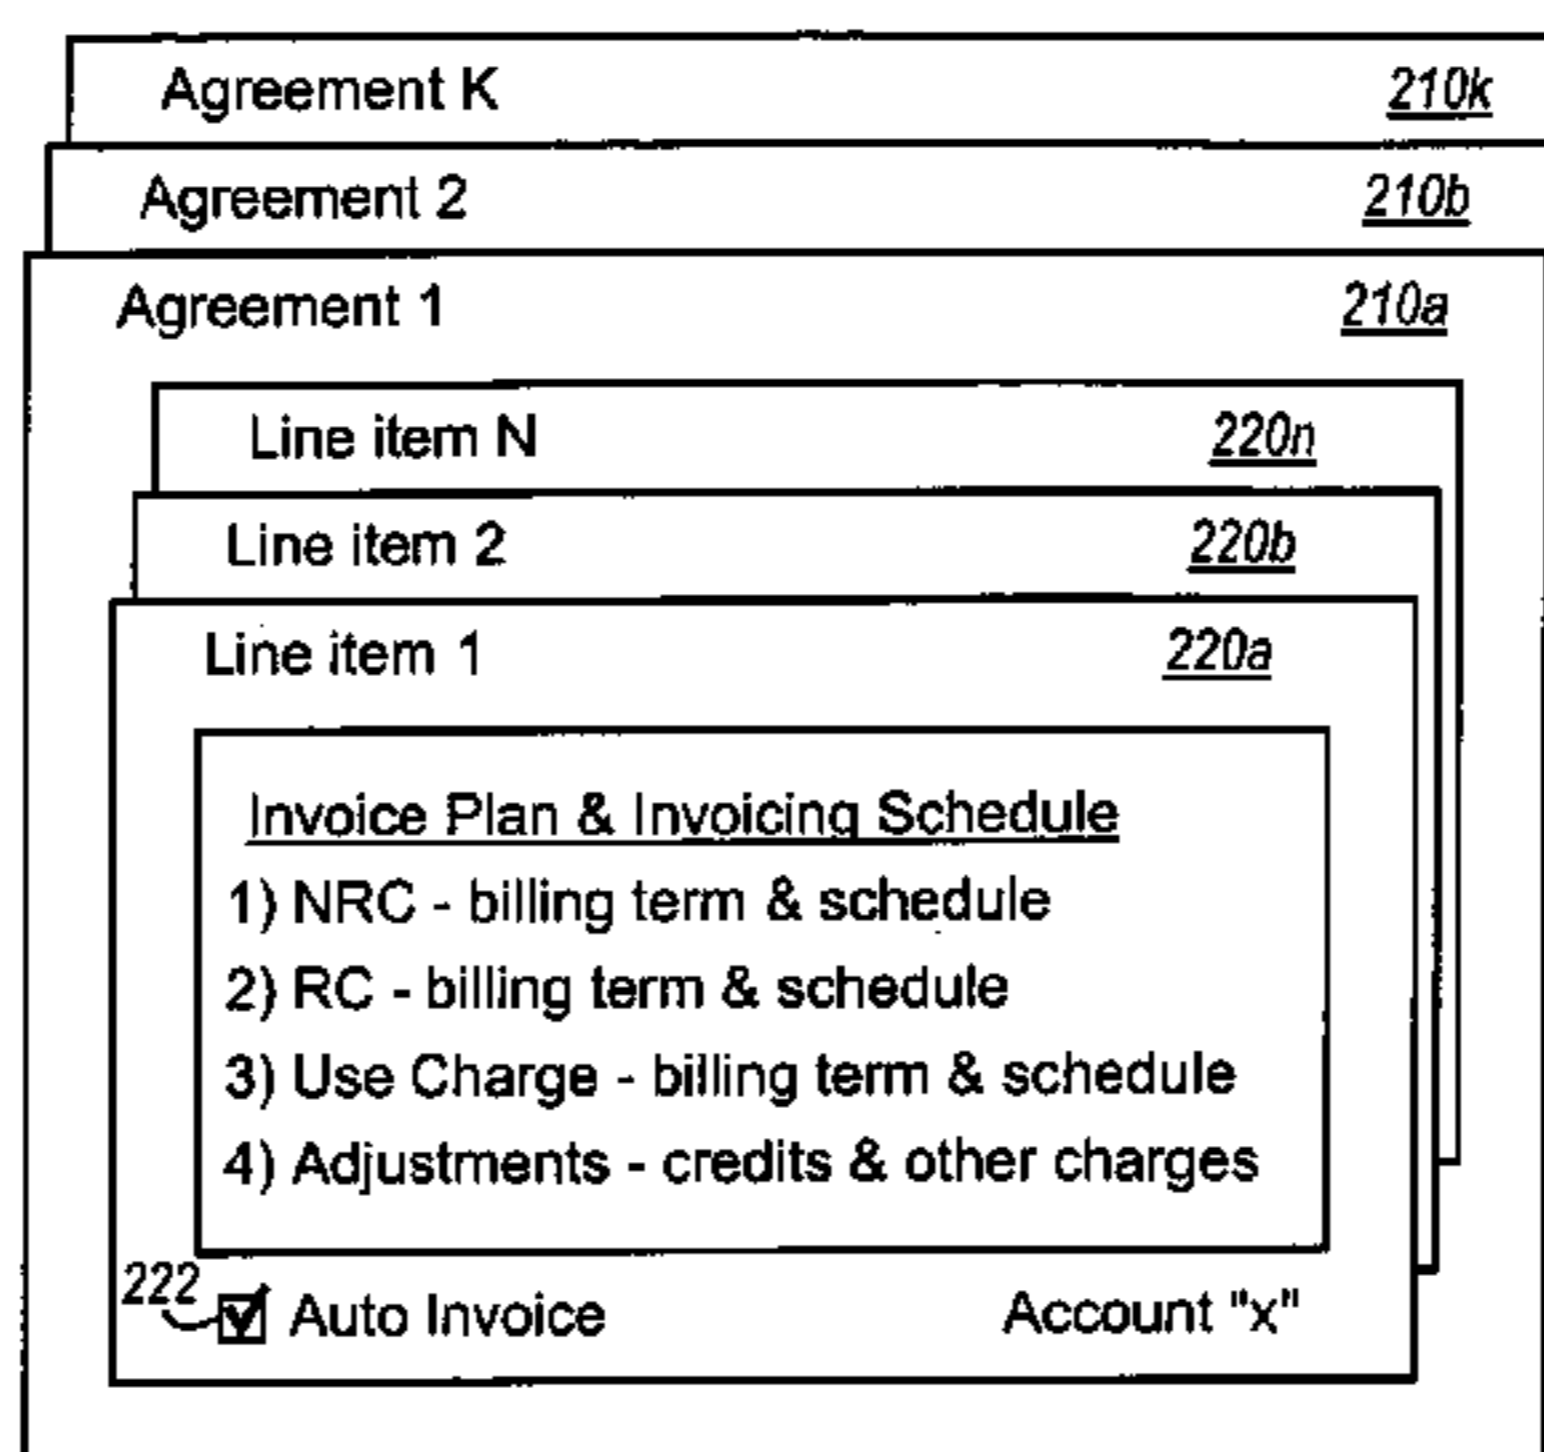 Agreement K 210k
Agreement 2 210b
Agreement 1 210a
Line item N 220n
Line item 2 220b
Line item 1 220a
Invoice Plan & Invoicing Schedule
1) NRC - billing term & schedule
2) RC - billing term & schedule
3) Use Charge - billing term & schedule
4) Adjustments - credits & other charges
222 Auto Invoice Account "x"